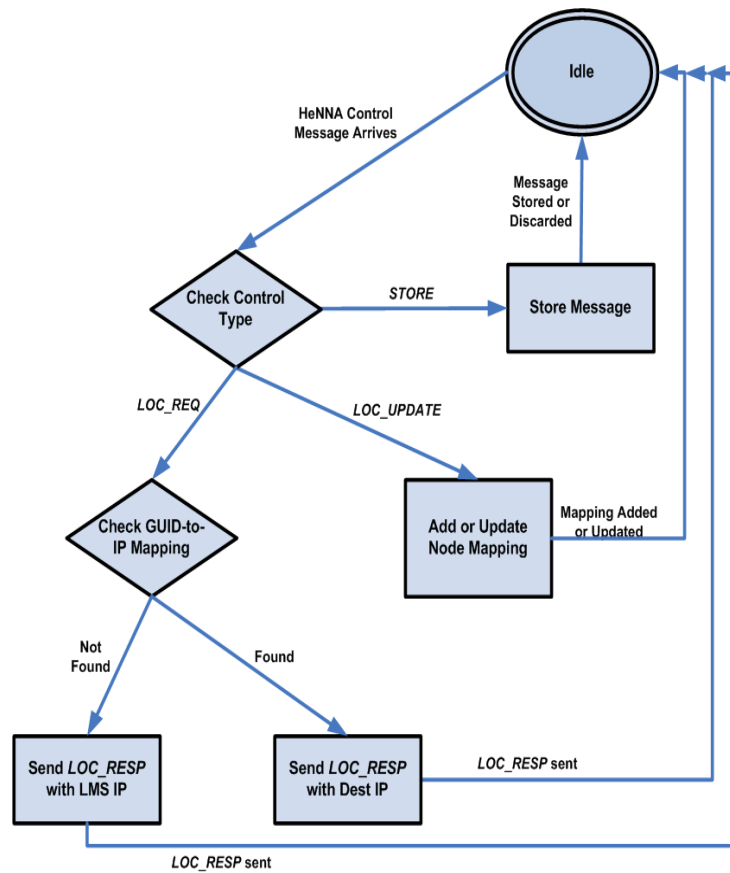 Idle
HeNNA Control
Message Arrives
Message
Stored or
Discarded
Check Control
Type
STORE
Store Message
LOC_REQ
LOC_UPDATE
Check GUID-to-
IP Mapping
Add or Update
Node Mapping
Mapping Added
or Updated
Not
Found
Found
Send LOC_RESP
with LMS IP
Send LOC_RESP
with Dest IP
LOC_RESP sent
LOC_RESP sent